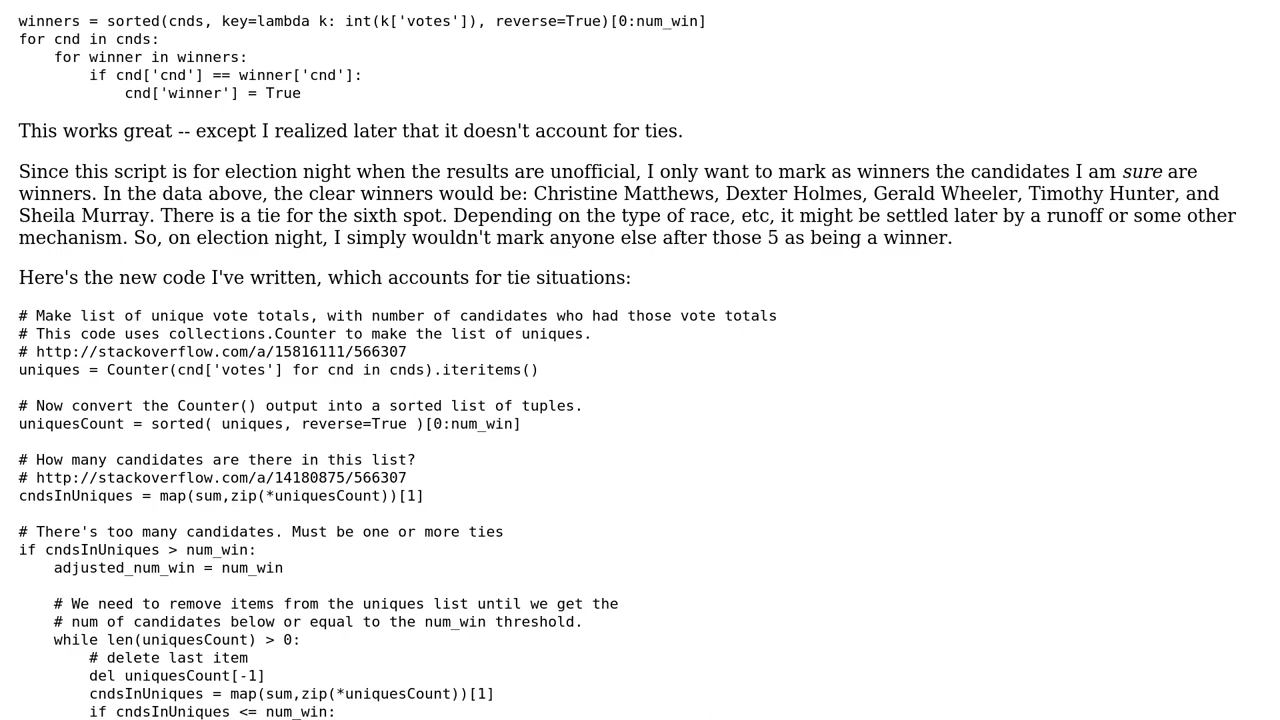 winners = sorted(cnds, key=lambda k: int(k['votes']), reverse=True)[0:num_win]
for cnd in cnds:
    for winner in winners:
        if cnd['cnd'] == winner['cnd']:
            cnd['winner'] = True
This works great -- except I realized later that it doesn't account for ties.
Since this script is for election night when the results are unofficial, I only want to mark as winners the candidates I am sure are
winners. In the data above, the clear winners would be: Christine Matthews, Dexter Holmes, Gerald Wheeler, Timothy Hunter, and
Sheila Murray. There is a tie for the sixth spot. Depending on the type of race, etc, it might be settled later by a runoff or some other
mechanism. So, on election night, I simply wouldn't mark anyone else after those 5 as being a winner.
Here's the new code I've written, which accounts for tie situations:
# Make list of unique vote totals, with number of candidates who had those vote totals
# This code uses collections.Counter to make the list of uniques.
# http://stackoverflow.com/a/15816111/566307
uniques = Counter(cnd['votes'] for cnd in cnds).iteritems()
# Now convert the Counter() output into a sorted list of tuples.
uniquesCount = sorted( uniques, reverse=True )[0:num_win]
# How many candidates are there in this list?
# http://stackoverflow.com/a/14180875/566307
cndsInUniques = map(sum,zip(*uniquesCount))[1]
# There's too many candidates. Must be one or more ties
if cndsInUniques > num_win:
    adjusted_num_win = num_win
    # We need to remove items from the uniques list until we get the
    # num of candidates below or equal to the num_win threshold.
    while len(uniquesCount) > 0:
        # delete last item
        del uniquesCount[-1]
        cndsInUniques = map(sum,zip(*uniquesCount))[1]
        if cndsInUniques <= num_win: